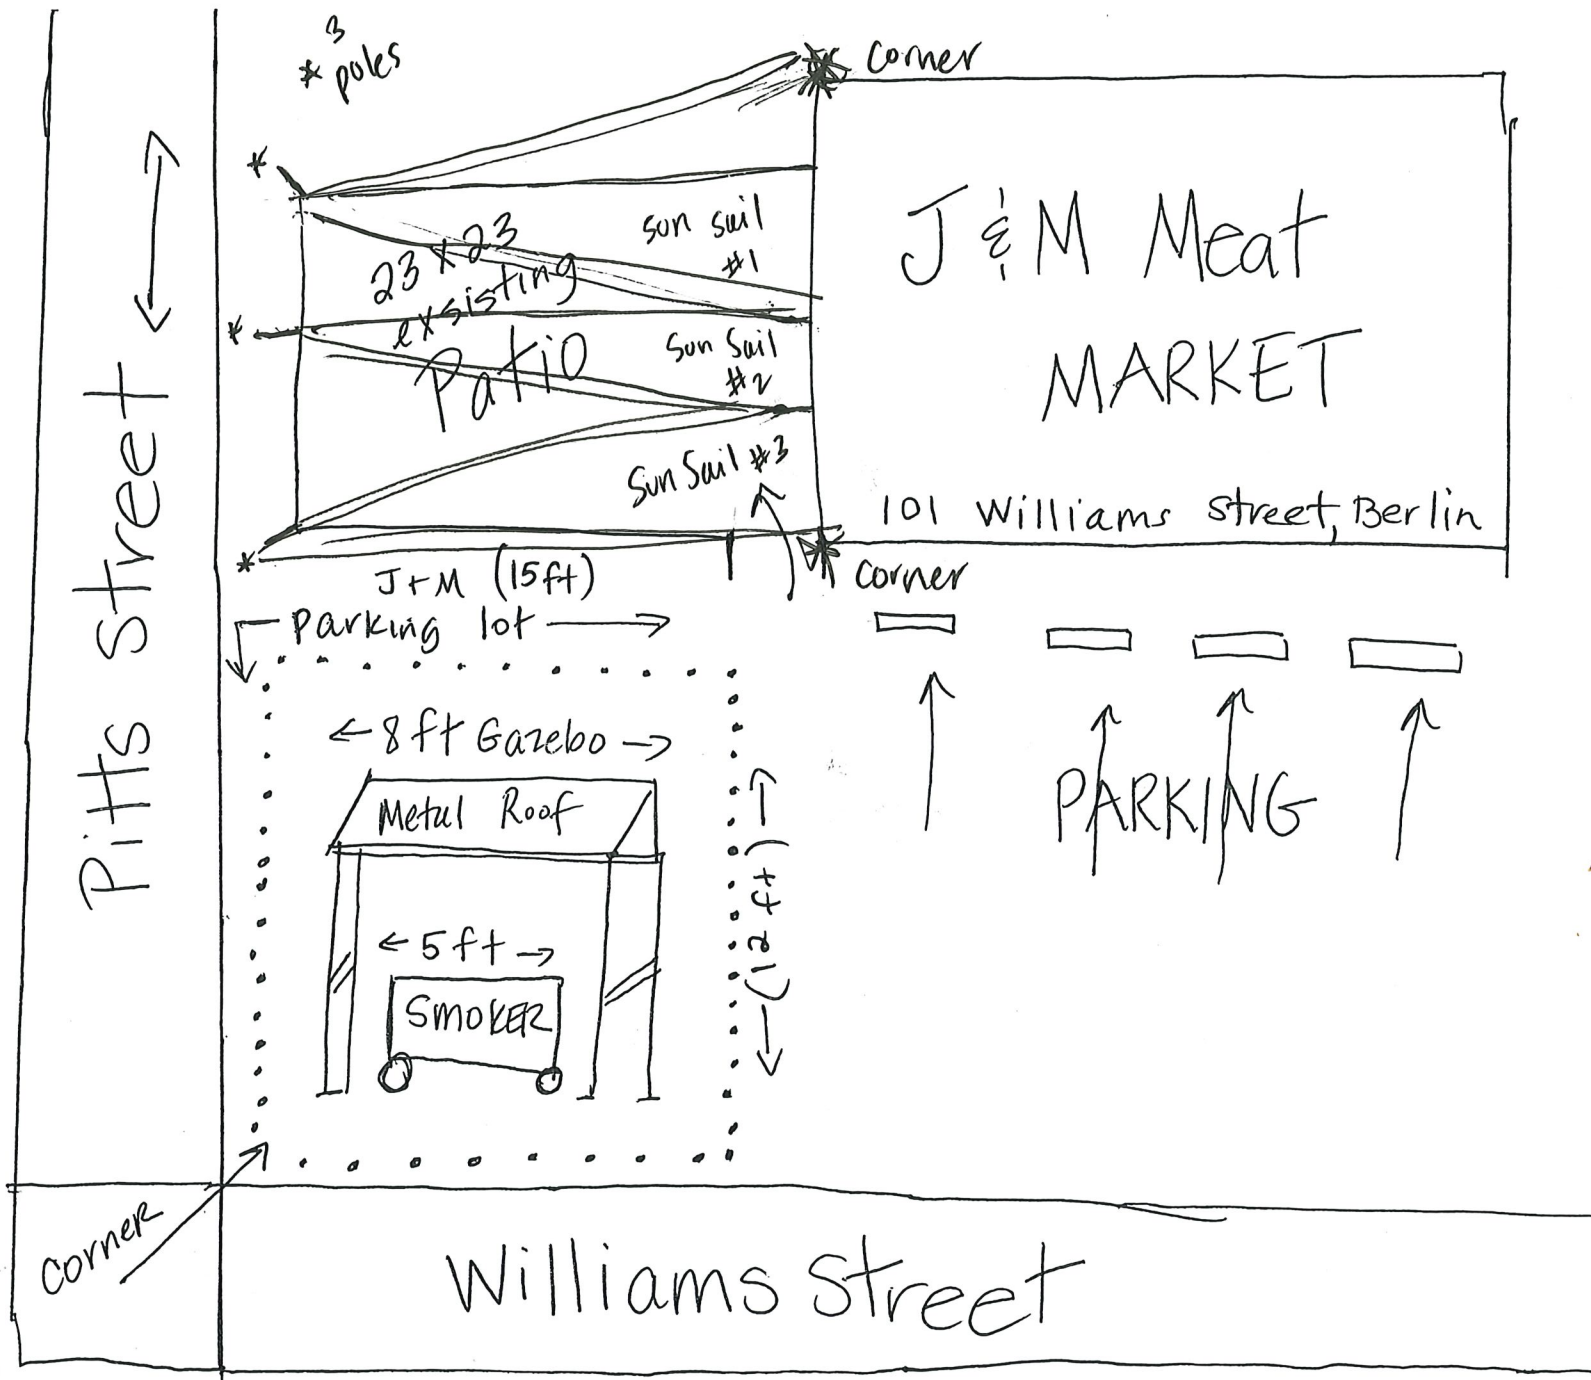 3
* poles
corner
Pitts Street
sun sail
#1
23 x 23
exsisting
Patio
Sun Sail
#2
Sun Sail #3
J & M Meat
MARKET
101 Williams Street, Berlin
corner
J + M (15ft)
Parking lot
8 ft Gazebo
Metal Roof
5 ft
SMOKER
(12 ft)
PARKING
corner
Williams Street